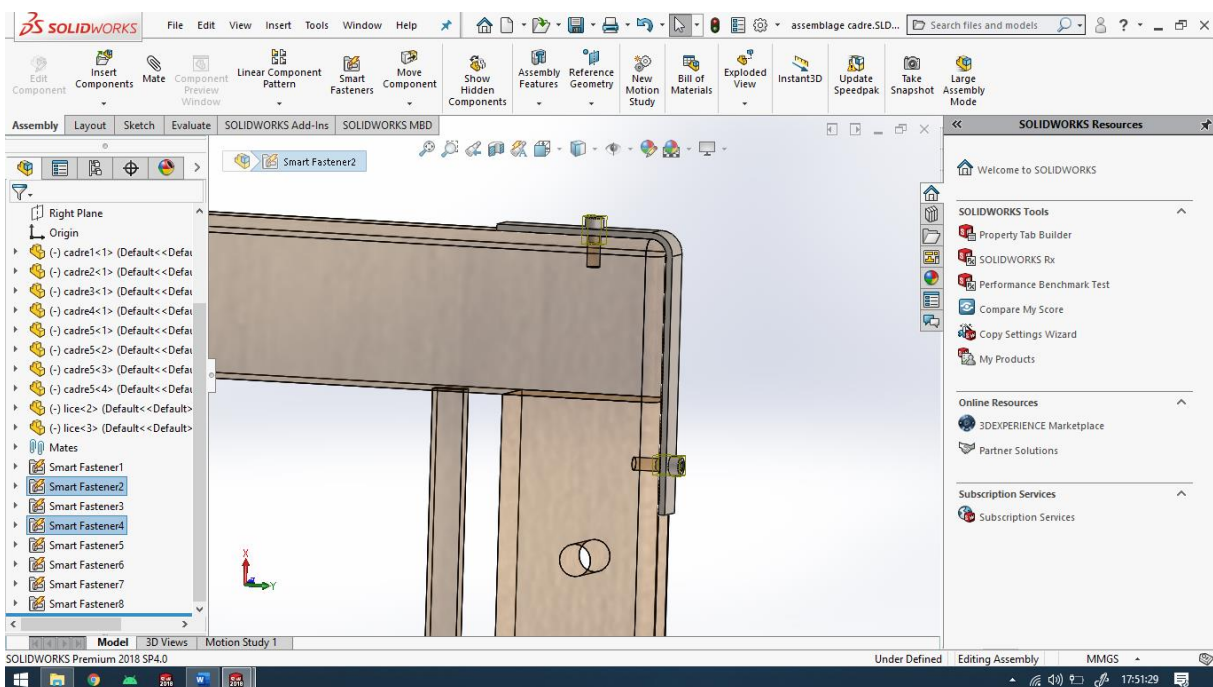 SOLIDWORKS File Edit View Insert Tools Window Help assemblage cadre.SLD... Search files and models ?
Edit Component
Insert Components
Mate
Component Preview Window
Linear Component Pattern
Smart Fasteners
Move Component
Show Hidden Components
Assembly Features
Reference Geometry
New Motion Study
Bill of Materials
Exploded View
Instant3D
Update Speedpak
Take Snapshot
Large Assembly Mode
Assembly Layout Sketch Evaluate SOLIDWORKS Add-Ins SOLIDWORKS MBD
SOLIDWORKS Resources
Smart Fastener2
Right Plane
Origin
(-) cadre1<1> (Default<<Defau
(-) cadre2<1> (Default<<Defau
(-) cadre3<1> (Default<<Defau
(-) cadre4<1> (Default<<Defau
(-) cadre5<1> (Default<<Defau
(-) cadre5<2> (Default<<Defau
(-) cadre5<3> (Default<<Defau
(-) cadre5<4> (Default<<Defau
(-) lice<2> (Default<<Default>
(-) lice<3> (Default<<Default>
Mates
Smart Fastener1
Smart Fastener2
Smart Fastener3
Smart Fastener4
Smart Fastener5
Smart Fastener6
Smart Fastener7
Smart Fastener8
X
Y
Welcome to SOLIDWORKS
SOLIDWORKS Tools
Property Tab Builder
SOLIDWORKS Rx
Performance Benchmark Test
Compare My Score
Copy Settings Wizard
My Products
Online Resources
3DEXPERIENCE Marketplace
Partner Solutions
Subscription Services
Subscription Services
Model 3D Views Motion Study 1
SOLIDWORKS Premium 2018 SP4.0 Under Defined Editing Assembly MMGS
17:51:29